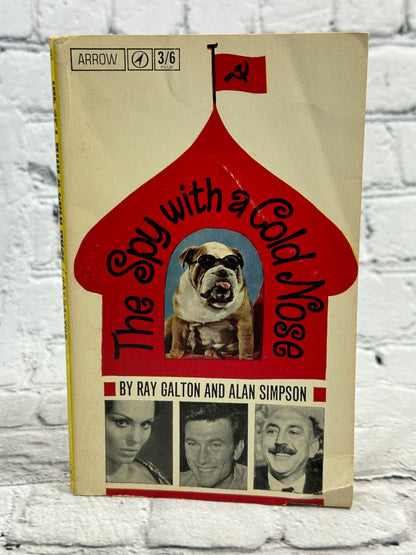 ARROW 3/6
The Spy with a Cold Nose
BY RAY GALTON AND ALAN SIMPSON